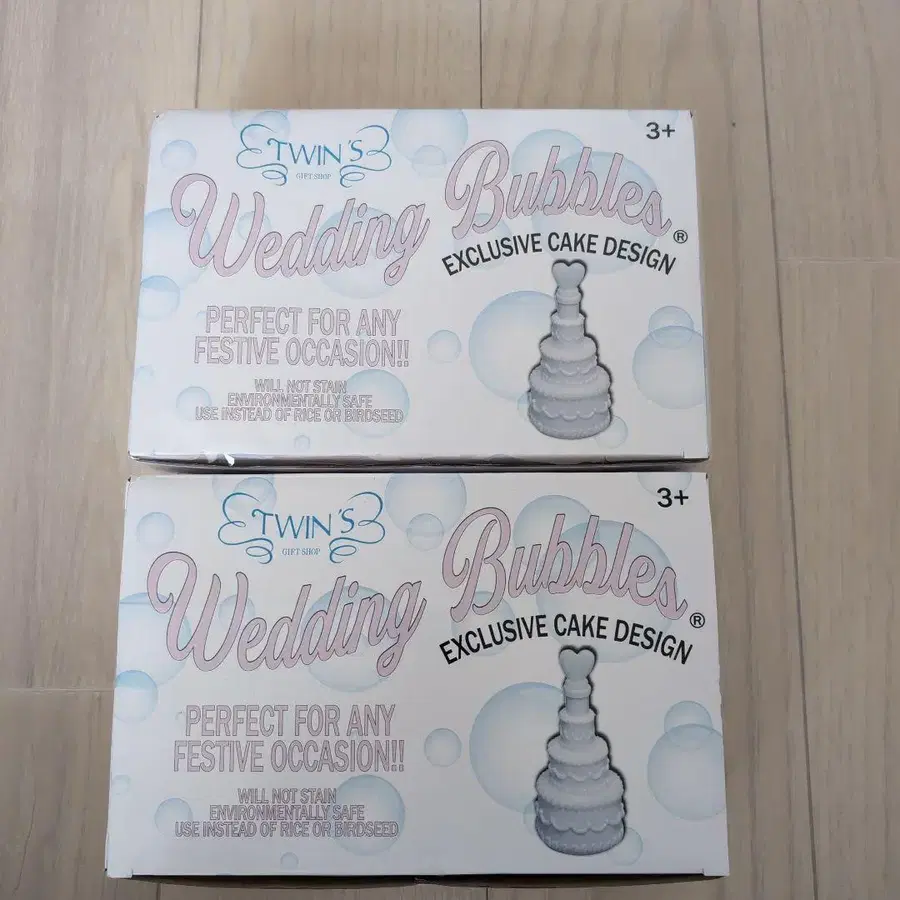 3+
TWIN'S
GIFT SHOP
Wedding Bubbles®
EXCLUSIVE CAKE DESIGN
PERFECT FOR ANY
FESTIVE OCCASION!!
WILL NOT STAIN
ENVIRONMENTALLY SAFE
USE INSTEAD OF RICE OR BIRDSEED
3+
TWIN'S
GIFT SHOP
Wedding Bubbles®
EXCLUSIVE CAKE DESIGN
PERFECT FOR ANY
FESTIVE OCCASION!!
WILL NOT STAIN
ENVIRONMENTALLY SAFE
USE INSTEAD OF RICE OR BIRDSEED